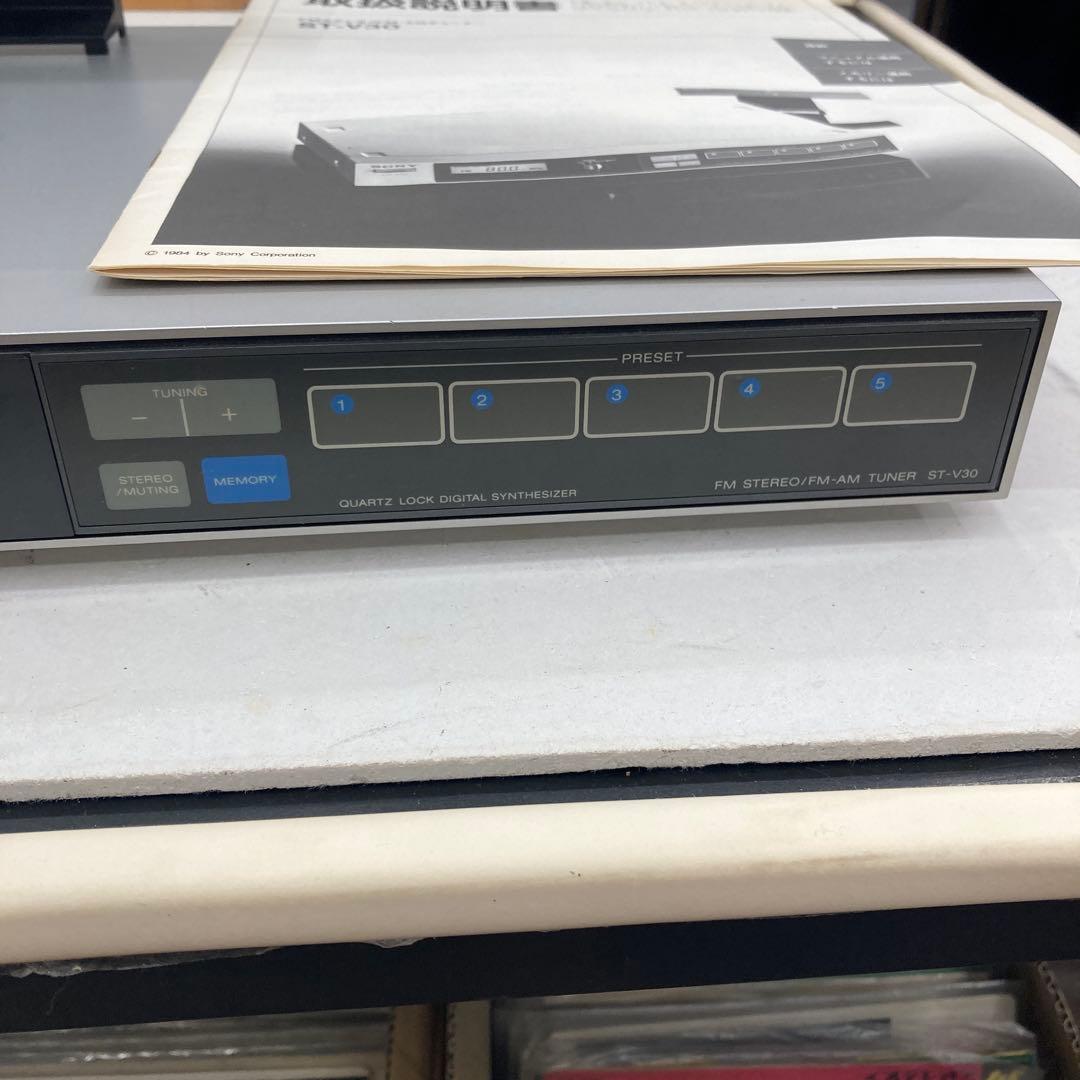 取扱説明書
ST-V30
SONY
© 1984 by Sony Corporation
PRESET
TUNING
− +
1 2 3 4 5
STEREO
/MUTING
MEMORY
QUARTZ LOCK DIGITAL SYNTHESIZER
FM STEREO/FM-AM TUNER ST-V30